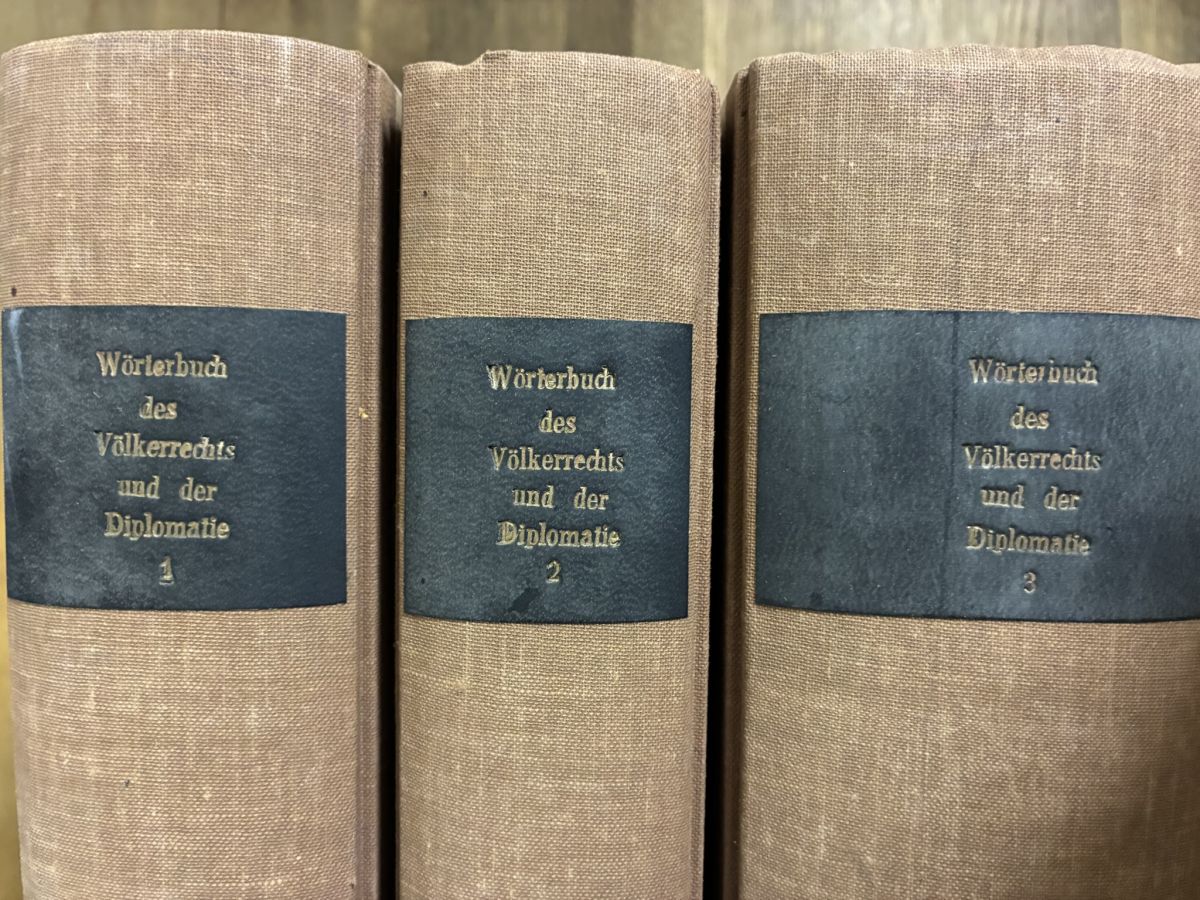 Wörterbuch
des
Völkerrechts
und der
Diplomatie
1
Wörterbuch
des
Völkerrechts
und der
Diplomatie
2
Wörterbuch
des
Völkerrechts
und der
Diplomatie
3